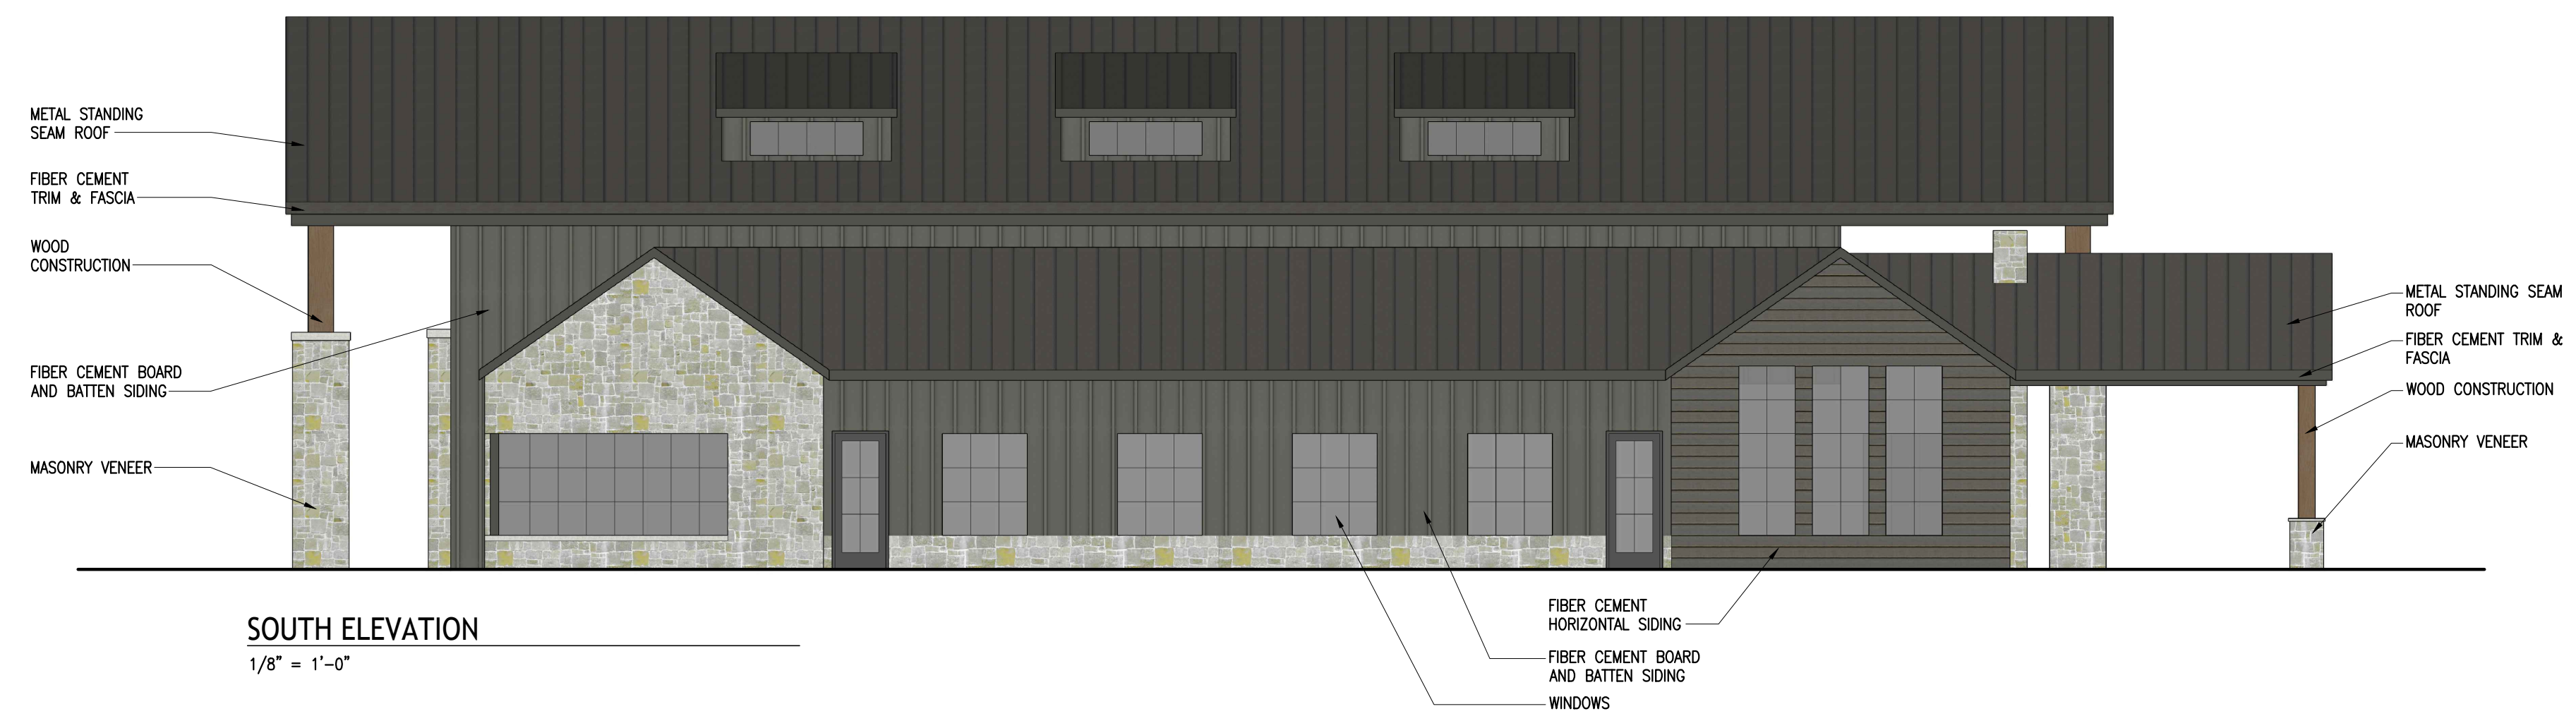 METAL STANDING
SEAM ROOF
FIBER CEMENT
TRIM & FASCIA
WOOD
CONSTRUCTION
FIBER CEMENT BOARD
AND BATTEN SIDING
MASONRY VENEER
METAL STANDING SEAM
ROOF
FIBER CEMENT TRIM &
FASCIA
WOOD CONSTRUCTION
MASONRY VENEER
FIBER CEMENT
HORIZONTAL SIDING
FIBER CEMENT BOARD
AND BATTEN SIDING
WINDOWS
SOUTH ELEVATION
1/8" = 1'-0"